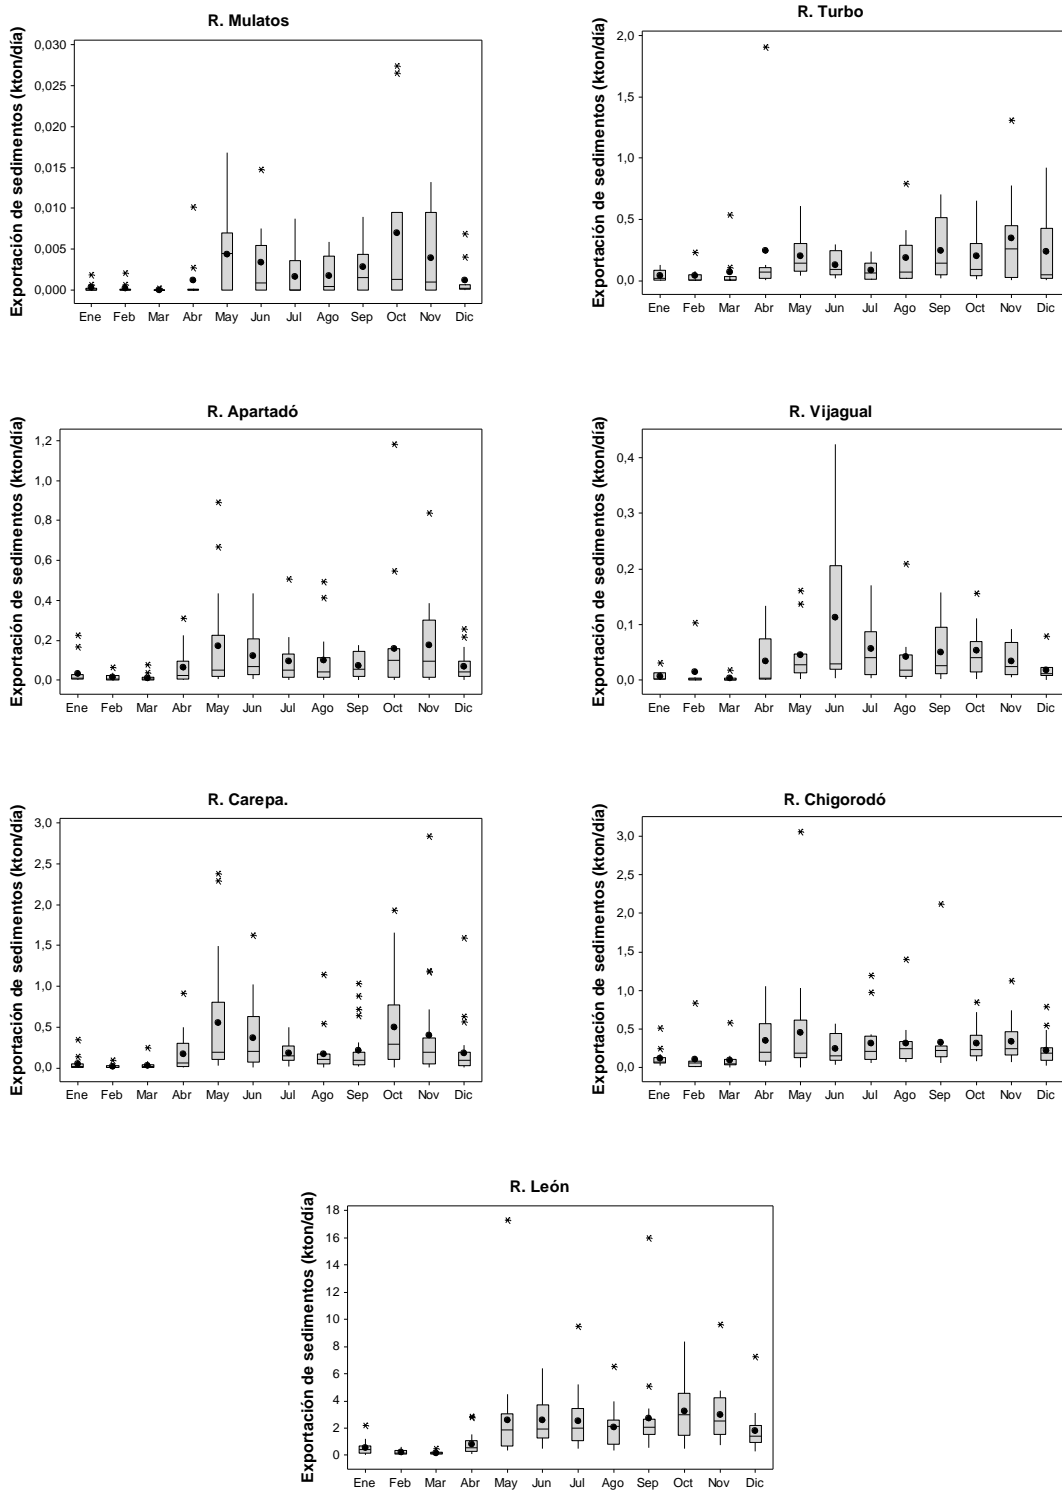 R. Mulatos
Exportación de sedimentos (kton/día)
0,030
0,025
0,020
0,015
0,010
0,005
0,000
Ene Feb Mar Abr May Jun Jul Ago Sep Oct Nov Dic
R. Turbo
Exportación de sedimentos (kton/día)
2,0
1,5
1,0
0,5
0,0
Ene Feb Mar Abr May Jun Jul Ago Sep Oct Nov Dic
R. Apartadó
Exportación de sedimentos (kton/día)
1,2
1,0
0,8
0,6
0,4
0,2
0,0
Ene Feb Mar Abr May Jun Jul Ago Sep Oct Nov Dic
R. Vijagual
Exportación de sedimentos (kton/día)
0,4
0,3
0,2
0,1
0,0
Ene Feb Mar Abr May Jun Jul Ago Sep Oct Nov Dic
R. Carepa.
Exportación de sedimentos (kton/día)
3,0
2,5
2,0
1,5
1,0
0,5
0,0
Ene Feb Mar Abr May Jun Jul Ago Sep Oct Nov Dic
R. Chigorodó
Exportación de sedimentos (kton/día)
3,0
2,5
2,0
1,5
1,0
0,5
0,0
Ene Feb Mar Abr May Jun Jul Ago Sep Oct Nov Dic
R. León
Exportación de sedimentos (kton/día)
18
16
14
12
10
8
6
4
2
0
Ene Feb Mar Abr May Jun Jul Ago Sep Oct Nov Dic